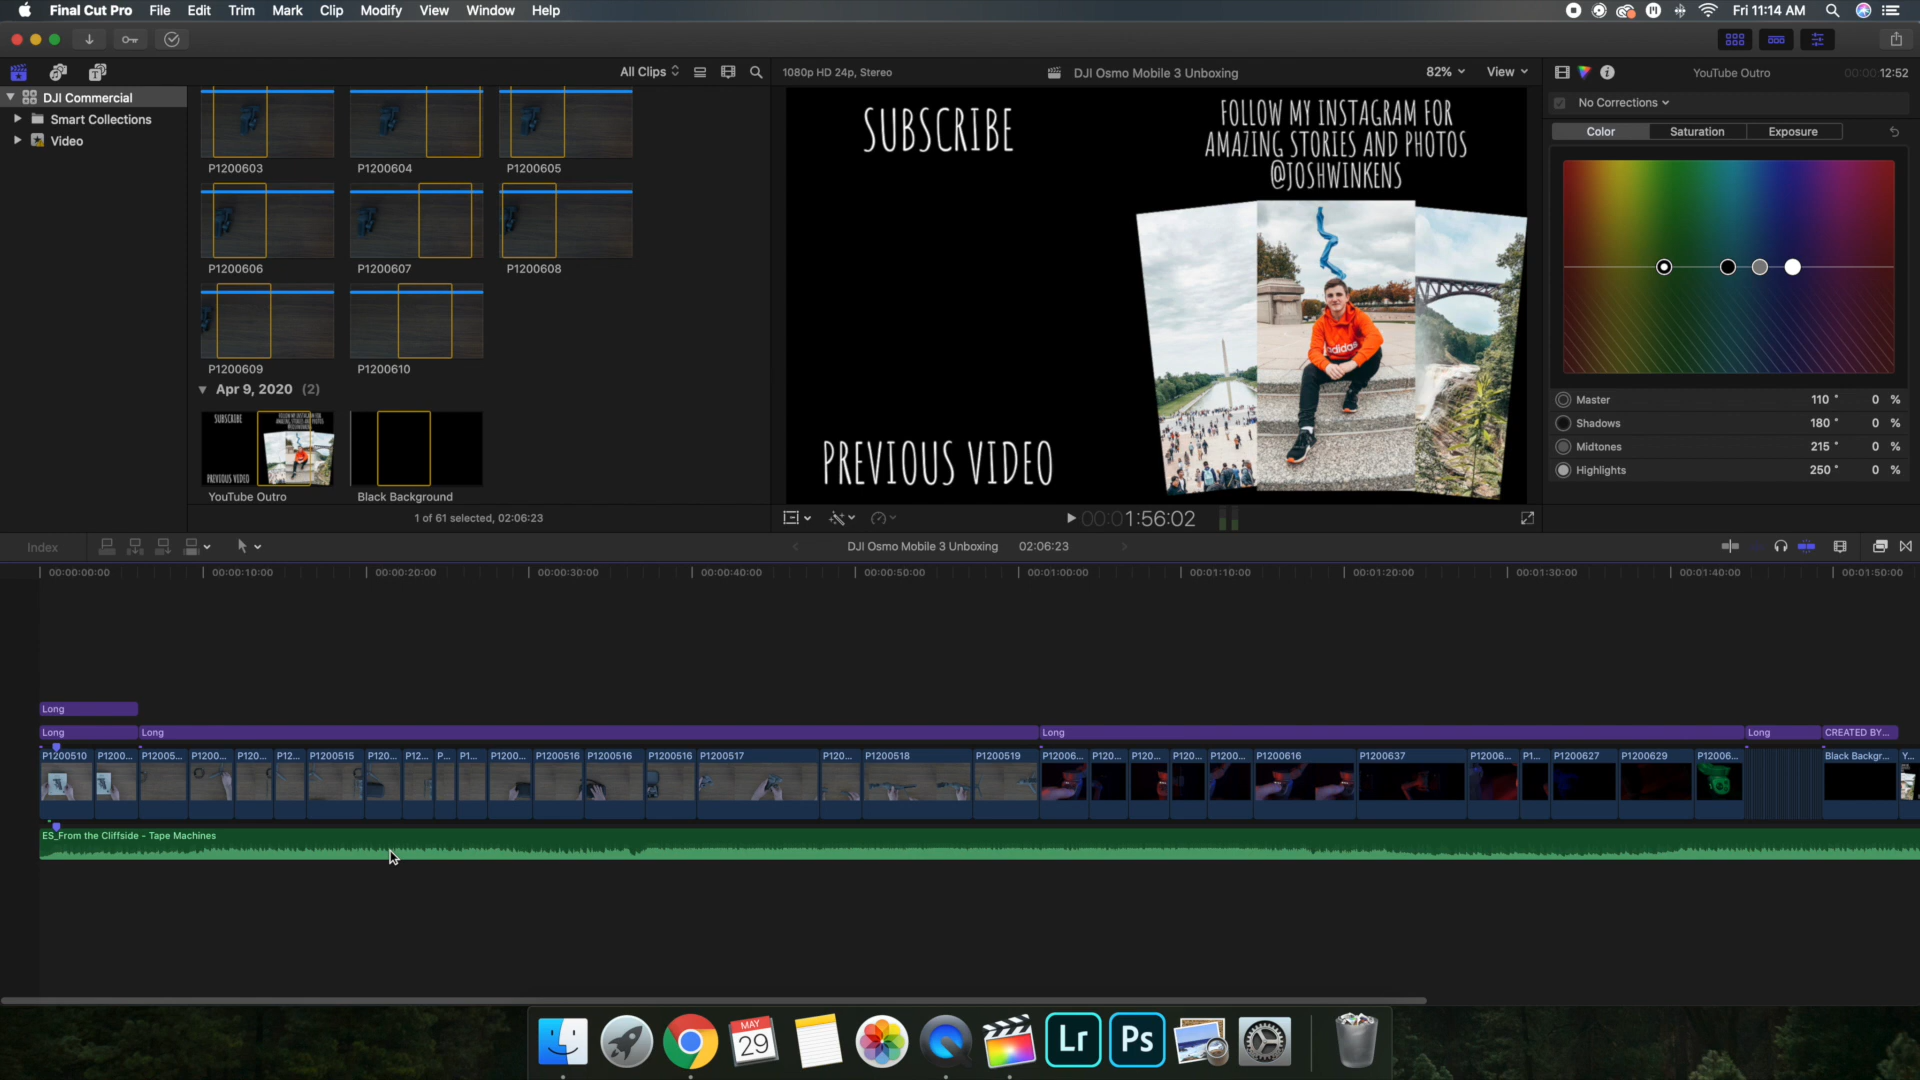 Final Cut Pro File Edit Trim Mark Clip Modify View Window Help
Fri 11:14 AM
All Clips
1080p HD 24p, Stereo
DJI Osmo Mobile 3 Unboxing
82%
View
YouTube Outro
00:00:12:52
DJI Commercial
Smart Collections
Video
P1200603
P1200604
P1200605
P1200606
P1200607
P1200608
P1200609
P1200610
Apr 9, 2020 (2)
SUBSCRIBE
PREVIOUS VIDEO
YouTube Outro
Black Background
1 of 61 selected, 02:06:23
SUBSCRIBE
FOLLOW MY INSTAGRAM FOR
AMAZING STORIES AND PHOTOS
@JOSHWINKENS
adidas
PREVIOUS VIDEO
00:01:56:02
No Corrections
Color Saturation Exposure
Master 110 ° 0 %
Shadows 180 ° 0 %
Midtones 215 ° 0 %
Highlights 250 ° 0 %
Index
DJI Osmo Mobile 3 Unboxing 02:06:23
00:00:00:00 00:00:10:00 00:00:20:00 00:00:30:00 00:00:40:00 00:00:50:00 00:01:00:00 00:01:10:00 00:01:20:00 00:01:30:00 00:01:40:00 00:01:50:00
Long
Long Long Long Long CREATED BY...
P1200510 P1200... P12005... P1200... P120... P12... P1200515 P120... P12... P... P1... P1200... P1200516 P1200516 P1200516 P1200517 P120... P1200518 P1200519 P12006... P120... P120... P120... P1200... P1200616 P1200637 P12006... P1... P1200627 P1200629 P12006... Black Backgr... Y...
ES_From the Cliffside - Tape Machines
MAY
29
Lr
Ps